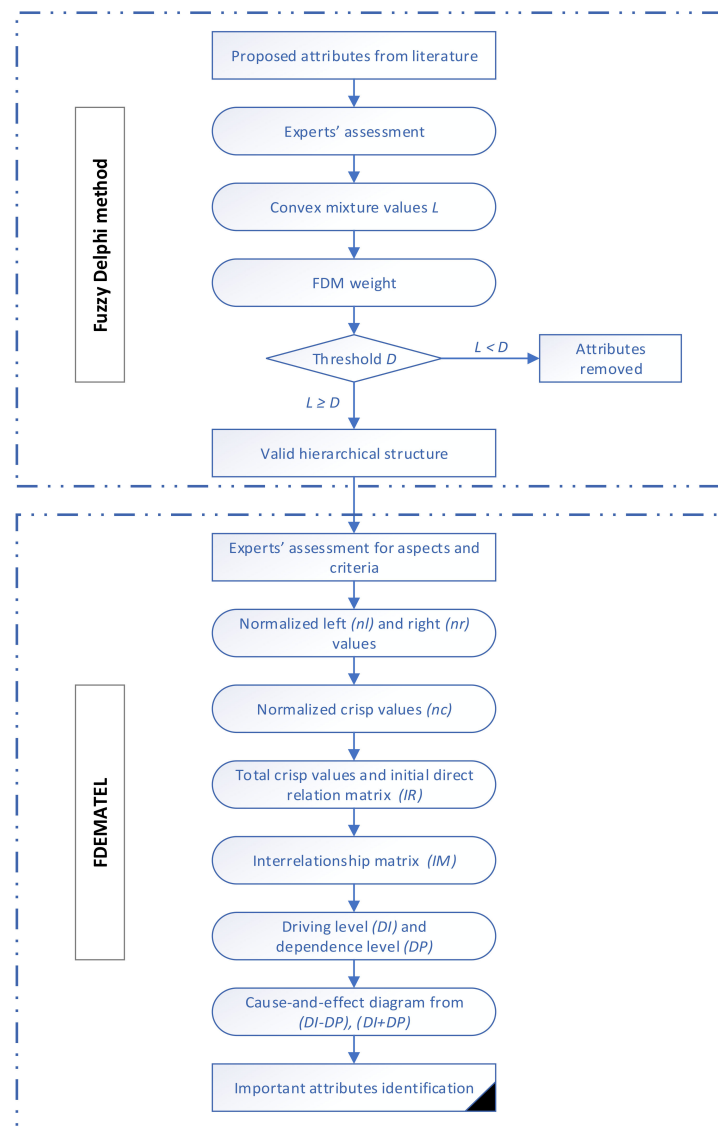 Proposed attributes from literature
Experts’ assessment
Convex mixture values L
FDM weight
Threshold D
L < D
Attributes
removed
L ≥ D
Valid hierarchical structure
Fuzzy Delphi method
Experts’ assessment for aspects and
criteria
Normalized left (nl) and right (nr)
values
Normalized crisp values (nc)
Total crisp values and initial direct
relation matrix (IR)
Interrelationship matrix (IM)
Driving level (DI) and
dependence level (DP)
Cause-and-effect diagram from
(DI-DP), (DI+DP)
Important attributes identification
FDEMATEL